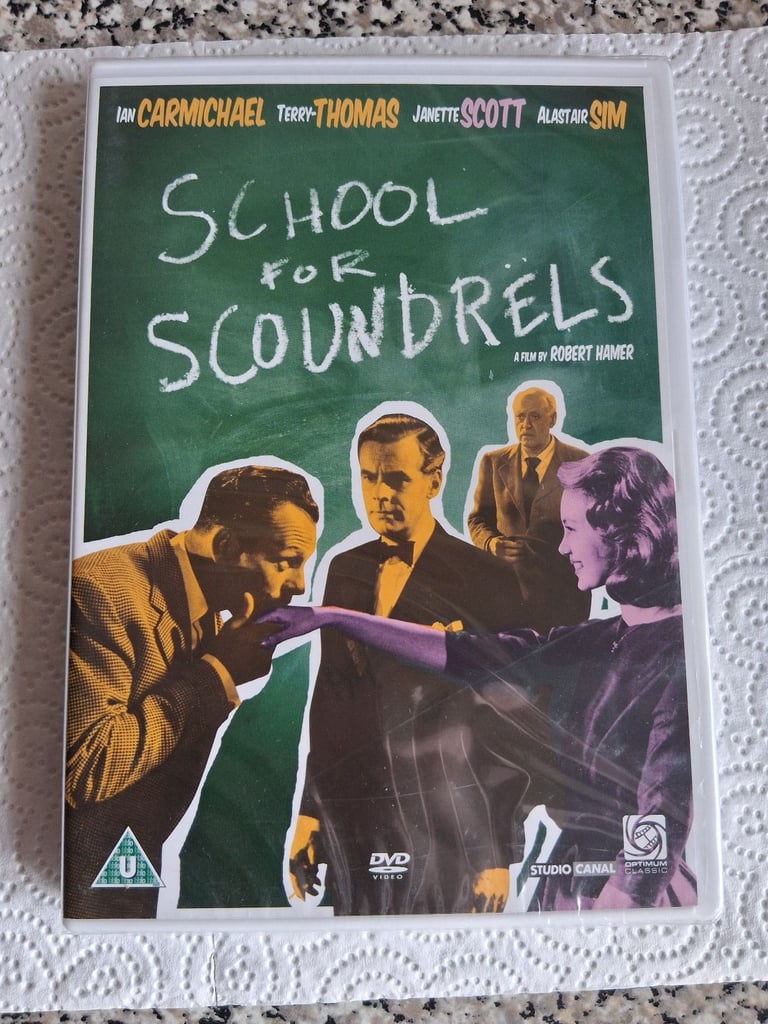 IAN CARMICHAEL TERRY-THOMAS JANETTE SCOTT ALASTAIR SIM
SCHOOL
FOR
SCOUNDRËLS
A FILM BY ROBERT HAMER
U
DVD
VIDEO
STUDIO CANAL
OPTIMUM
CLASSIC